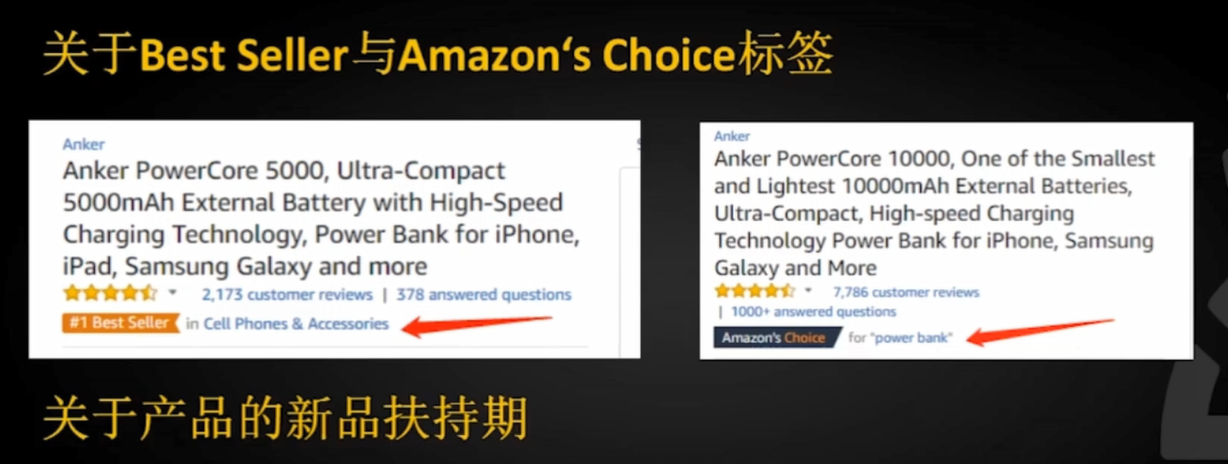 关于Best Seller与Amazon‘s Choice标签
Anker
Anker PowerCore 5000, Ultra-Compact
5000mAh External Battery with High-Speed
Charging Technology, Power Bank for iPhone,
iPad, Samsung Galaxy and more
2,173 customer reviews | 378 answered questions
#1 Best Seller in Cell Phones & Accessories
Anker
Anker PowerCore 10000, One of the Smallest
and Lightest 10000mAh External Batteries,
Ultra-Compact, High-speed Charging
Technology Power Bank for iPhone, Samsung
Galaxy and More
7,786 customer reviews
| 1000+ answered questions
Amazon's Choice for "power bank"
关于产品的新品扶持期